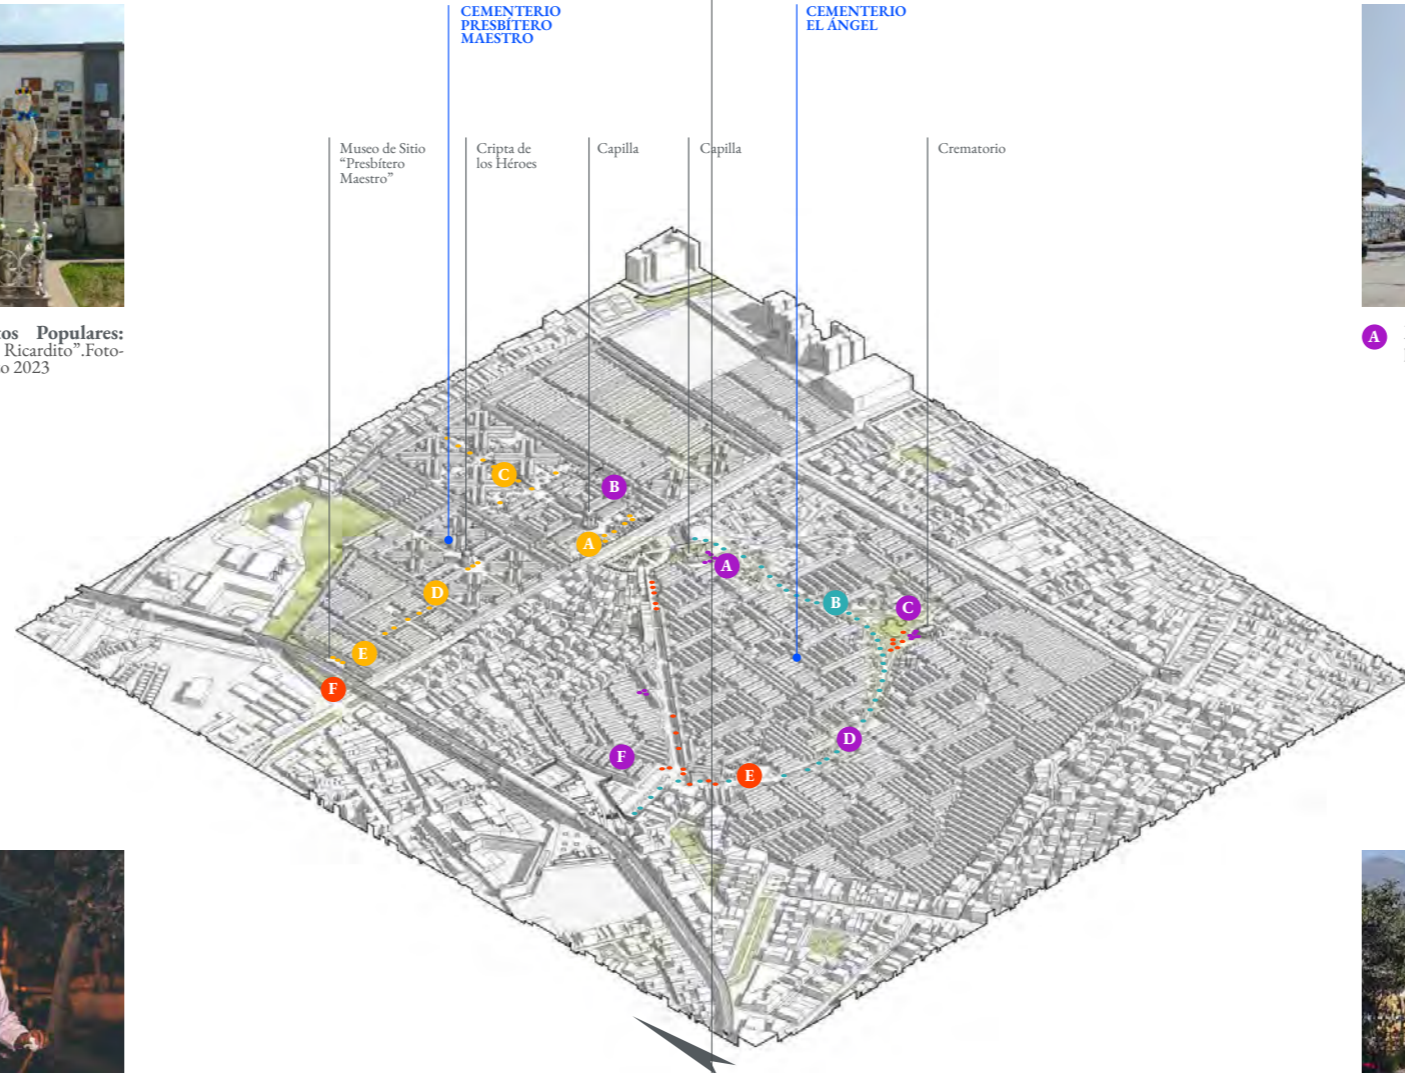 CEMENTERIO
PRESBÍTERO
MAESTRO
CEMENTERIO
EL ÁNGEL
Museo de Sitio
“Presbítero
Maestro”
Cripta de
los Héroes
Capilla
Capilla
Crematorio
Populares:
Ricardito”.Foto-
2023
A
C
B
A
A
D
B
C
E
F
D
F
E